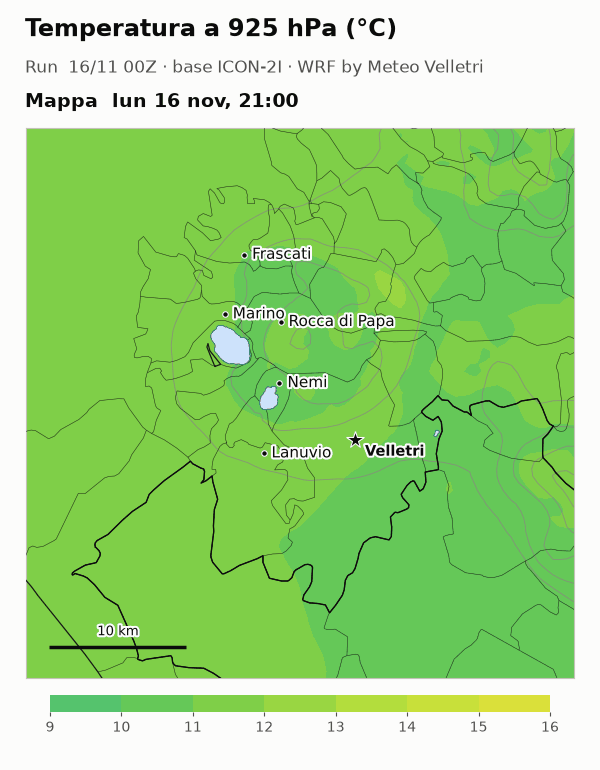 Temperatura a 925 hPa (°C)
Run  16/11 00Z · base ICON-2I · WRF by Meteo Velletri
Mappa  lun 16 nov, 21:00
Frascati
Marino
Rocca di Papa
Nemi
Velletri
Lanuvio
10 km
9 10 11 12 13 14 15 16